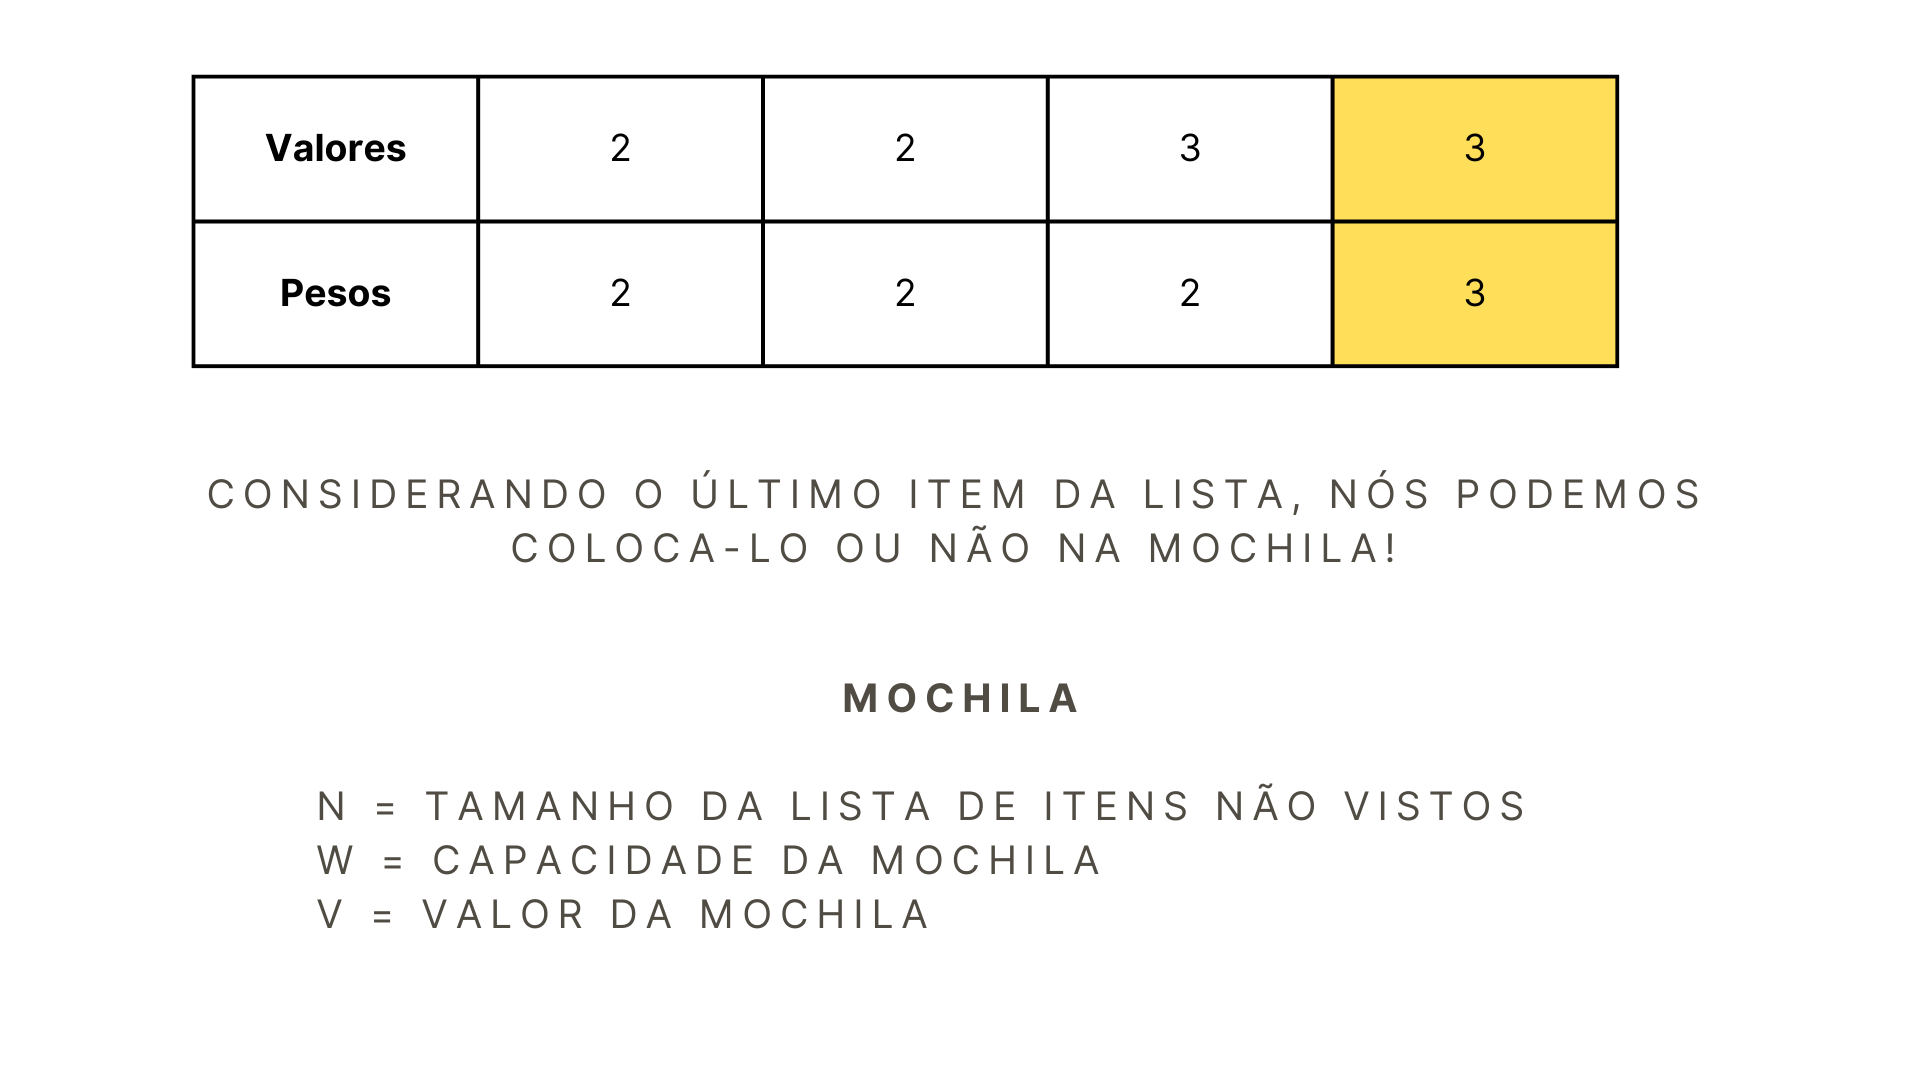 Valores 2 2 3 3
Pesos 2 2 2 3
CONSIDERANDO O ÚLTIMO ITEM DA LISTA, NÓS PODEMOS
COLOCA-LO OU NÃO NA MOCHILA!
MOCHILA
N = TAMANHO DA LISTA DE ITENS NÃO VISTOS
W = CAPACIDADE DA MOCHILA
V = VALOR DA MOCHILA